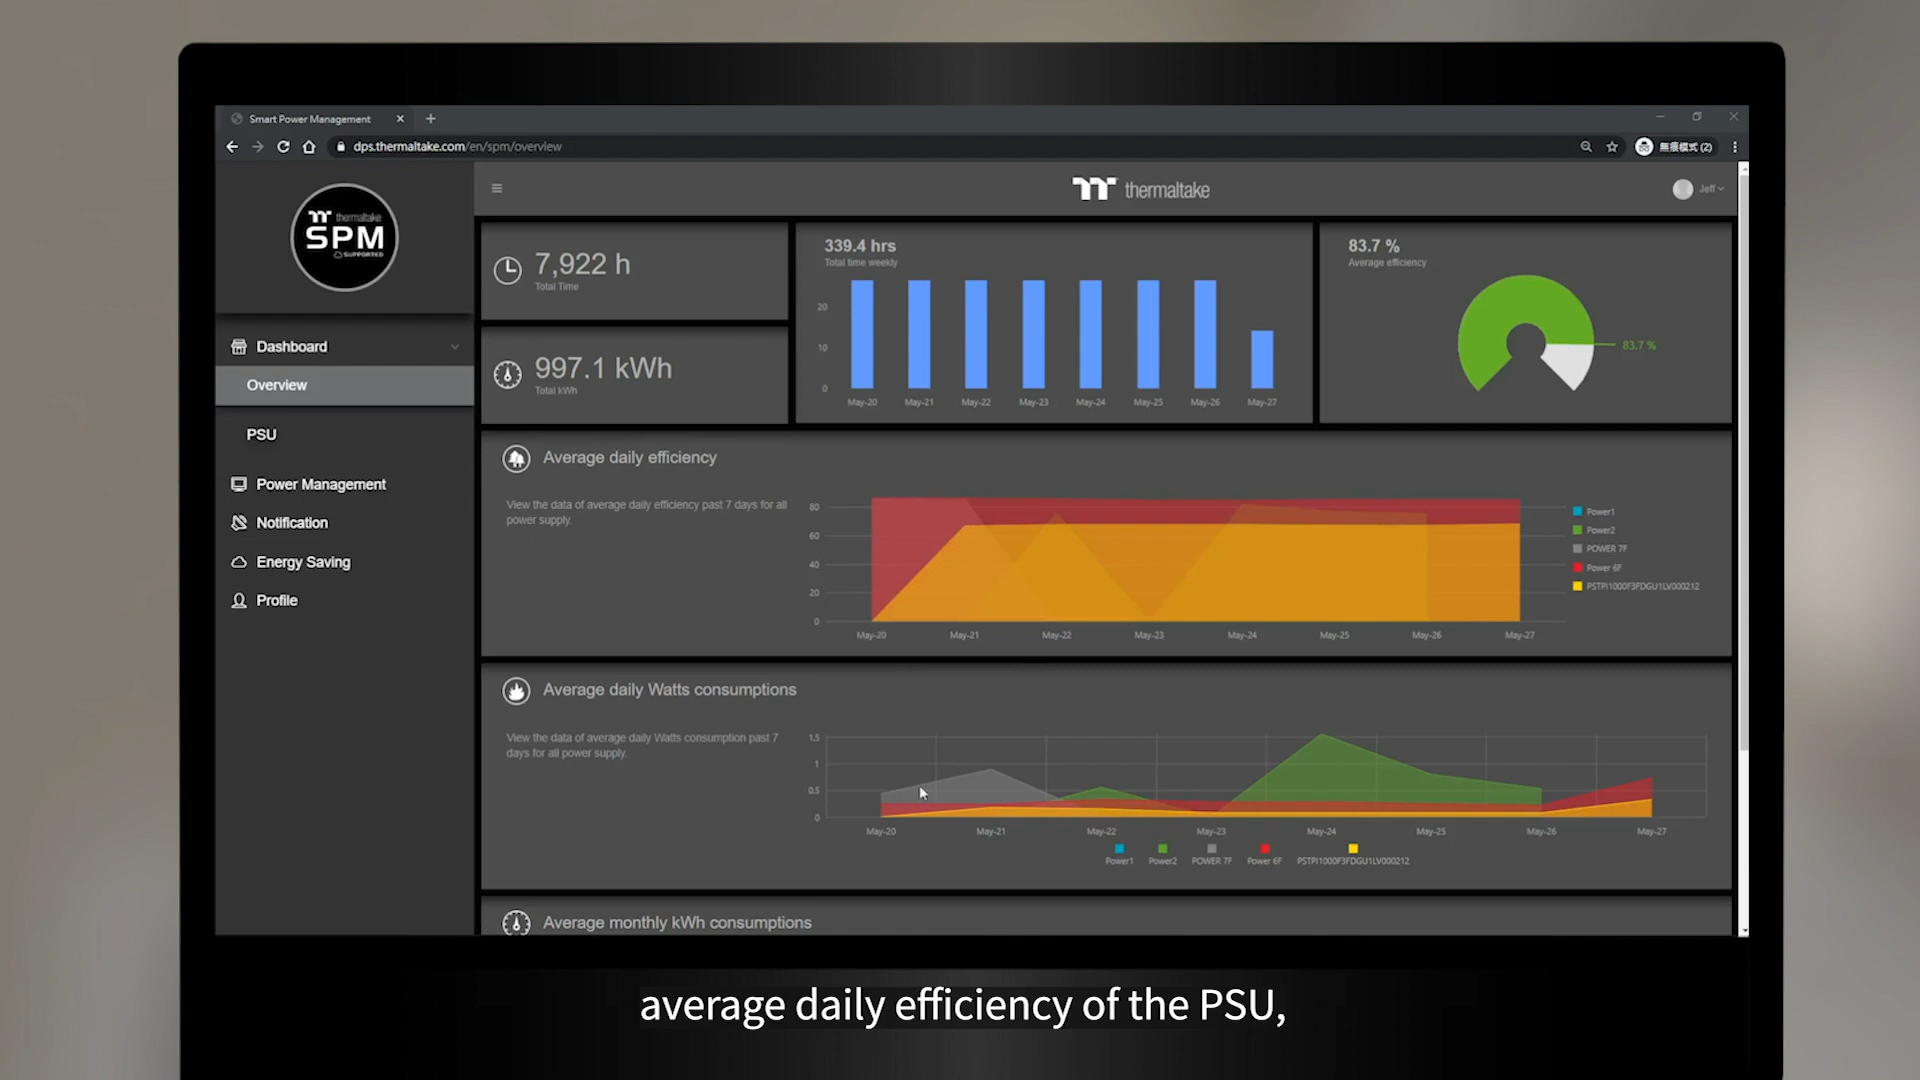 Smart Power Management
dps.thermaltake.com/en/spm/overview
無痕模式 (2)
thermaltake
SPM
SUPPORTED
thermaltake
Jeff
Dashboard
Overview
PSU
Power Management
Notification
Energy Saving
Profile
7,922 h
Total Time
997.1 kWh
Total kWh
339.4 hrs
Total time weekly
20
10
0
May-20 May-21 May-22 May-23 May-24 May-25 May-26 May-27
83.7 %
Average efficiency
83.7 %
Average daily efficiency
View the data of average daily efficiency past 7 days for all
power supply.
80
60
40
20
0
May-20 May-21 May-22 May-23 May-24 May-25 May-26 May-27
Power1
Power2
POWER 7F
Power 6F
PSTPI1000F3FDGU1LV000212
Average daily Watts consumptions
View the data of average daily Watts consumption past 7
days for all power supply.
1.5
1
0.5
0
May-20 May-21 May-22 May-23 May-24 May-25 May-26 May-27
Power1 Power2 POWER 7F Power 6F PSTPI1000F3FDGU1LV000212
Average monthly kWh consumptions
average daily efficiency of the PSU,